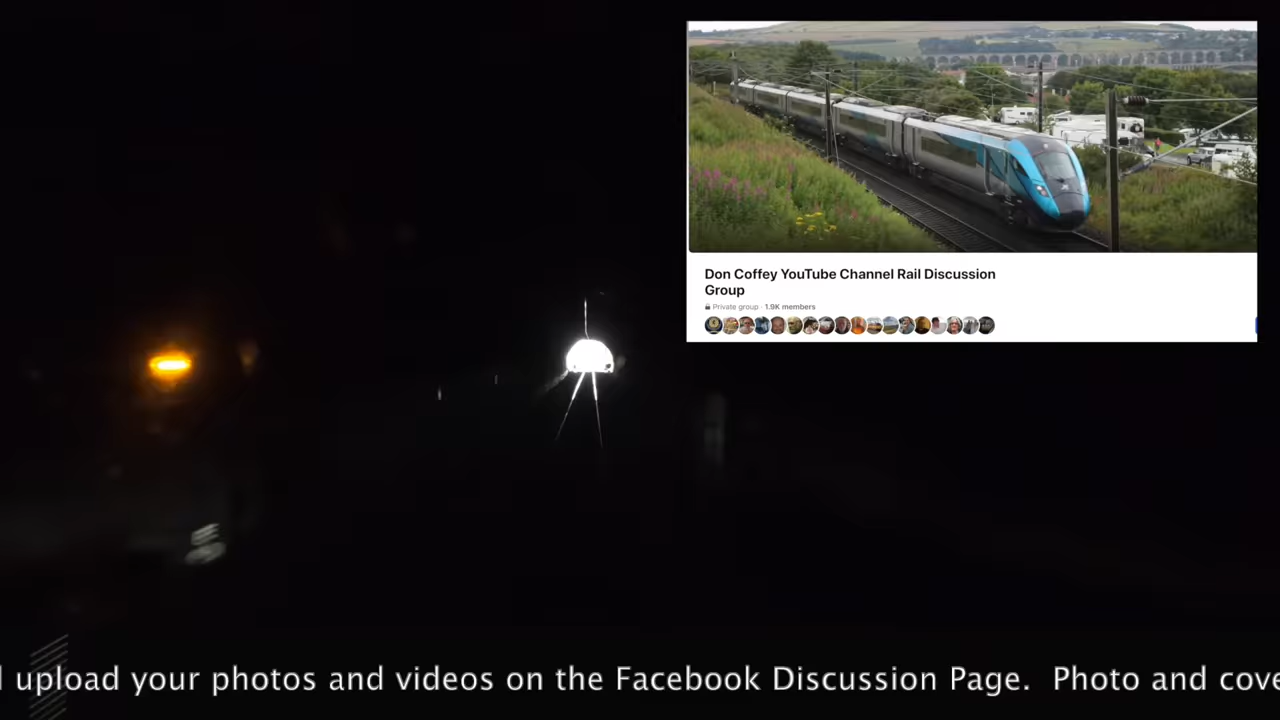 Don Coffey YouTube Channel Rail Discussion
Group
Private group · 1.9K members
upload your photos and videos on the Facebook Discussion Page. Photo and cove